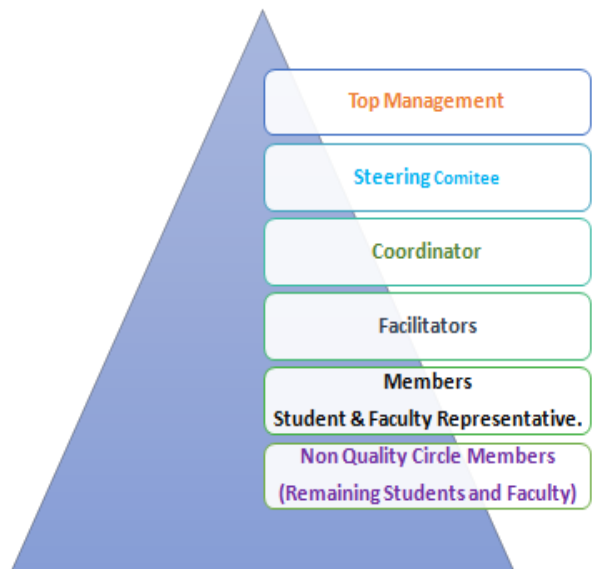 Top Management
Steering Comitee
Coordinator
Facilitators
Members
Student & Faculty Representative.
Non Quality Circle Members
(Remaining Students and Faculty)